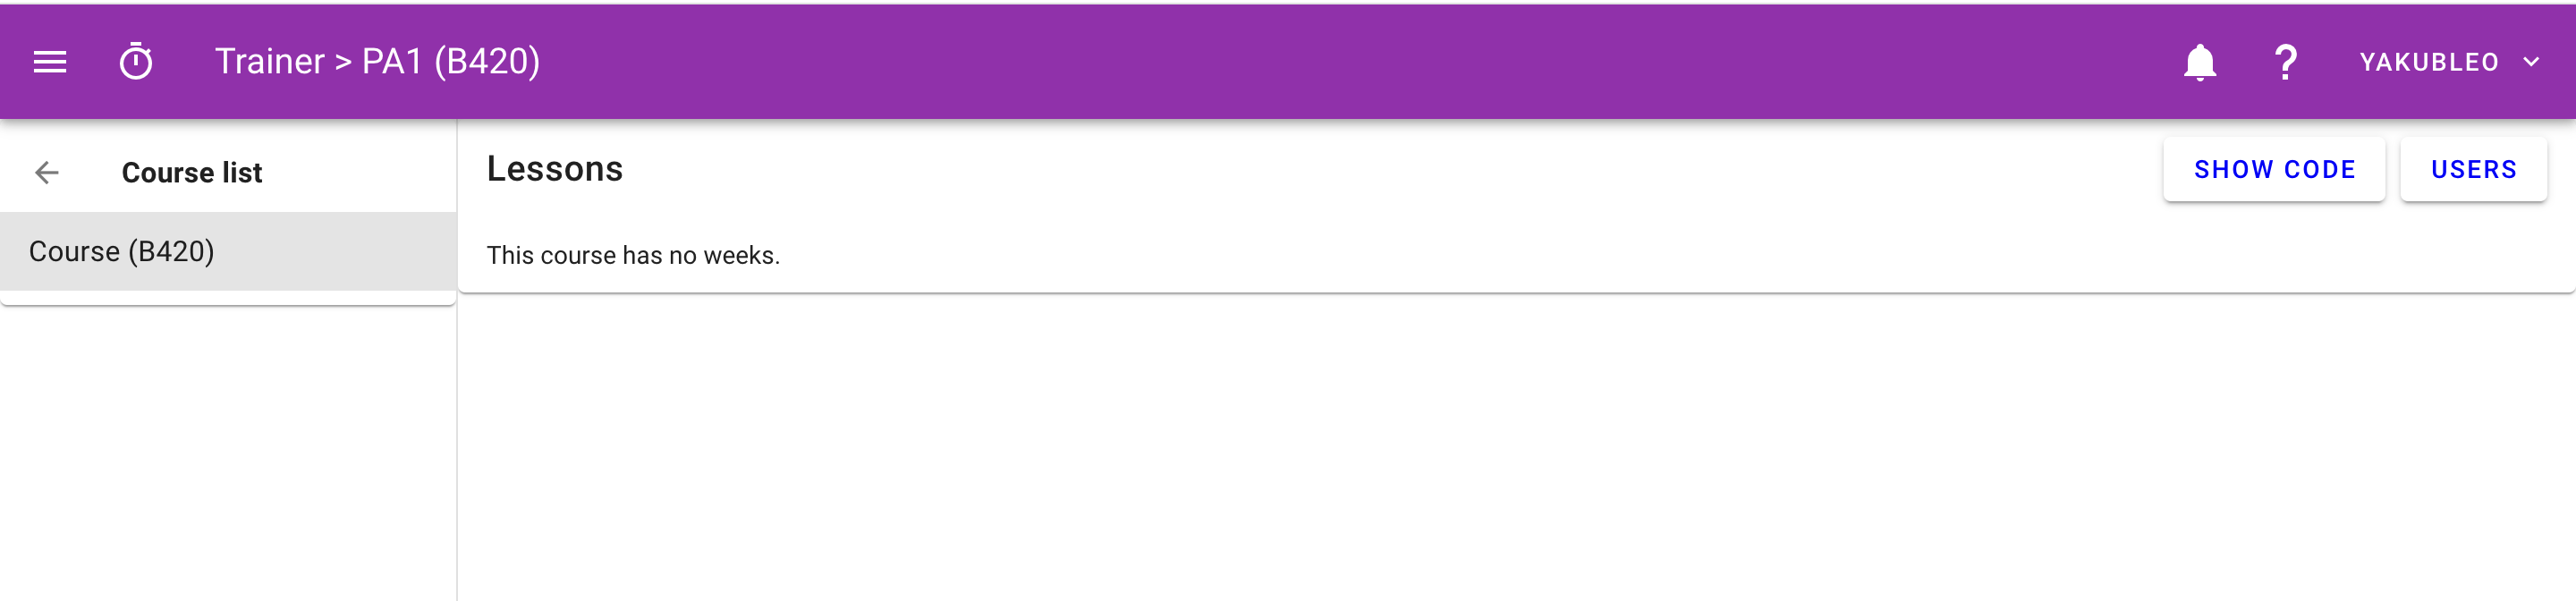 Trainer > PA1 (B420)
YAKUBLEO
Course list
Course (B420)
Lessons
SHOW CODE
USERS
This course has no weeks.